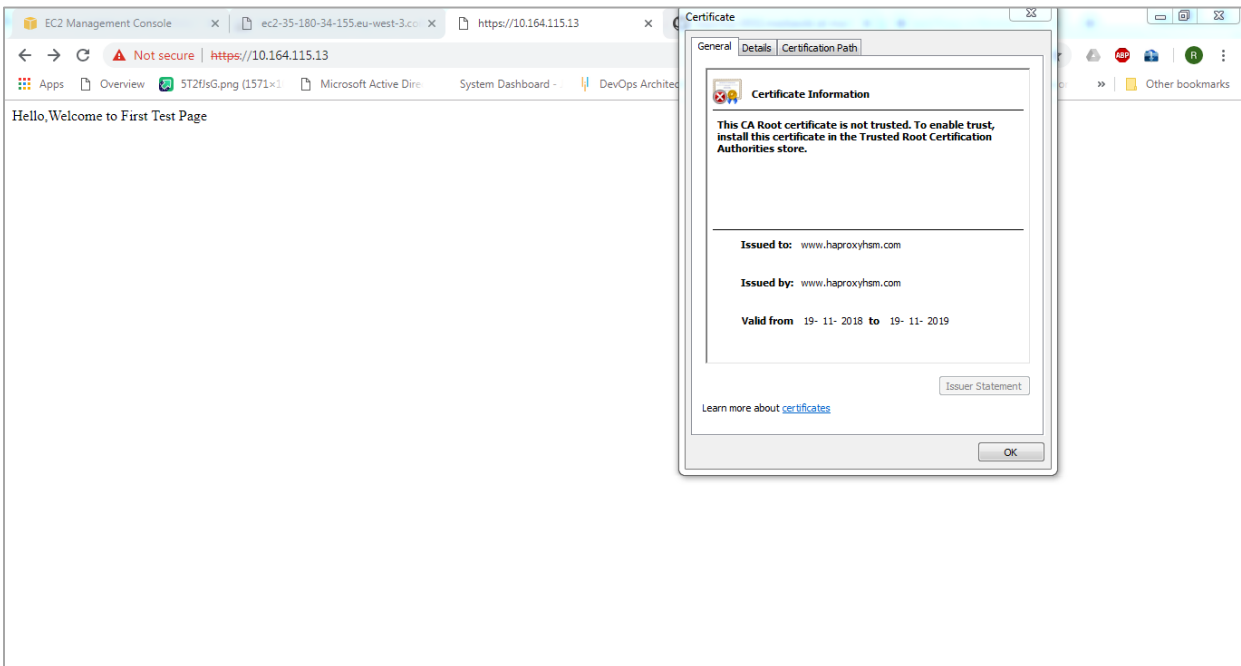 EC2 Management Console
ec2-35-180-34-155.eu-west-3.co
https://10.164.115.13
Not secure | https://10.164.115.13
ABP
R
Apps
Overview
5T2fJsG.png (1571×1
Microsoft Active Dire
System Dashboard -
DevOps Architec
»
Other bookmarks
Hello,Welcome to First Test Page
Certificate
General
Details
Certification Path
Certificate Information
This CA Root certificate is not trusted. To enable trust,
install this certificate in the Trusted Root Certification
Authorities store.
Issued to: www.haproxyhsm.com
Issued by: www.haproxyhsm.com
Valid from 19- 11- 2018 to 19- 11- 2019
Issuer Statement
Learn more about certificates
OK